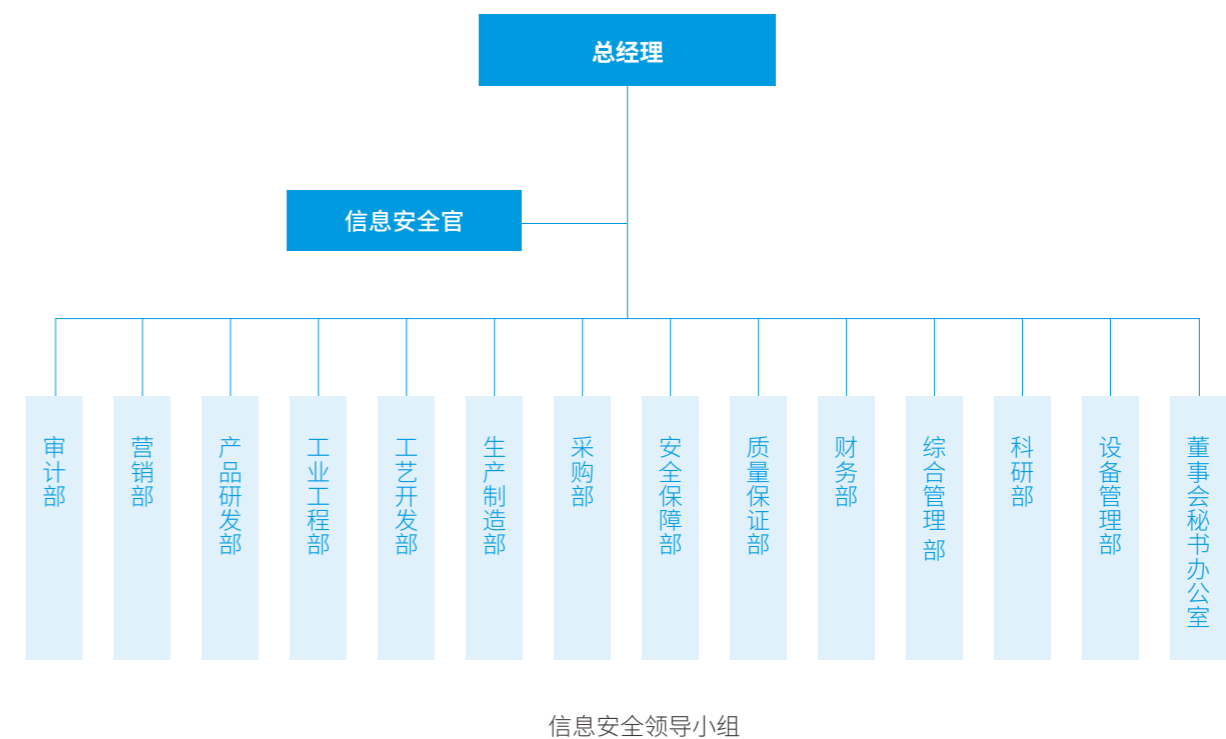 总经理
信息安全官
审计部
营销部
产品研发部
工业工程部
工艺开发部
生产制造部
采购部
安全保障部
质量保证部
财务部
综合管理部
科研部
设备管理部
董事会秘书办公室
信息安全领导小组